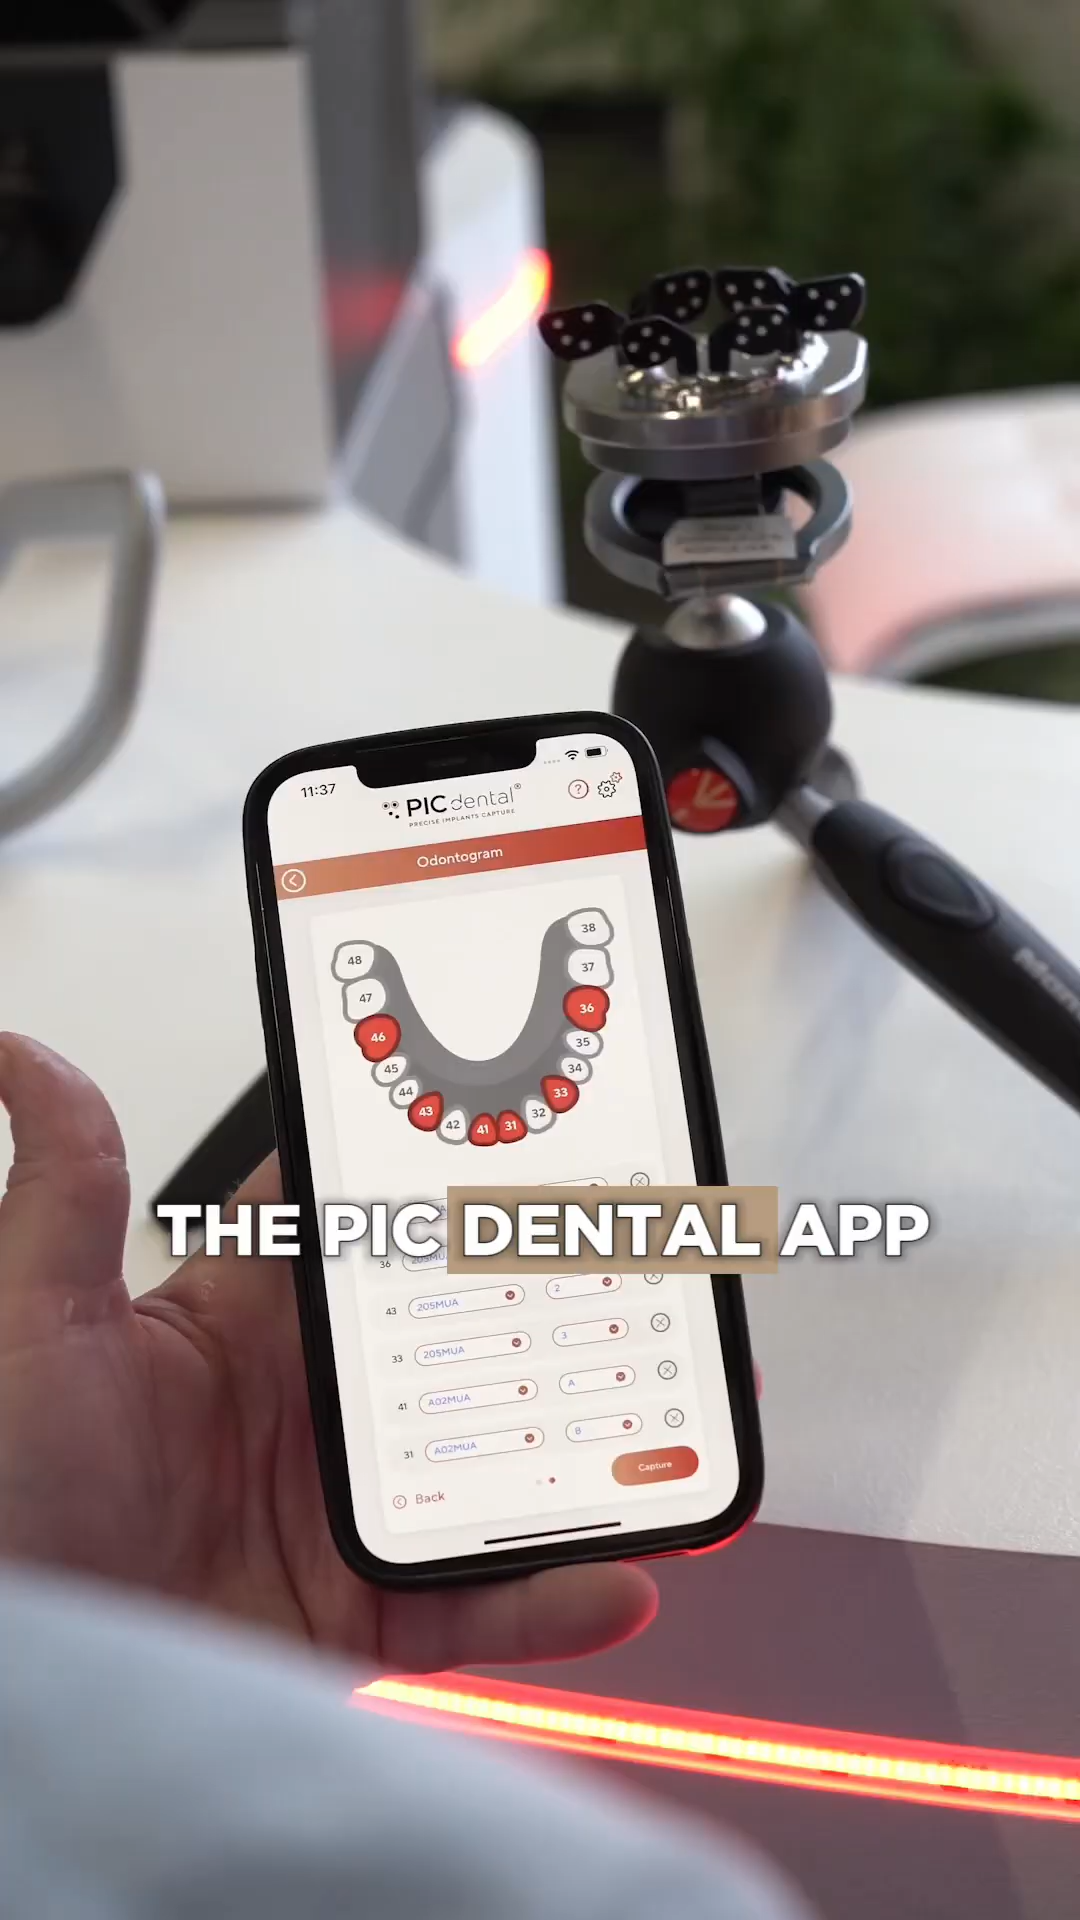 11:37
PIC dental®
PRECISE IMPLANTS CAPTURE
?
Odontogram
48
38
47
37
46
36
45
35
44
34
43
33
42
32
41
31
THE PIC DENTAL APP
36
43 205MUA 2
33 205MUA 3
41 A02MUA A
31 A02MUA B
Capture
Back